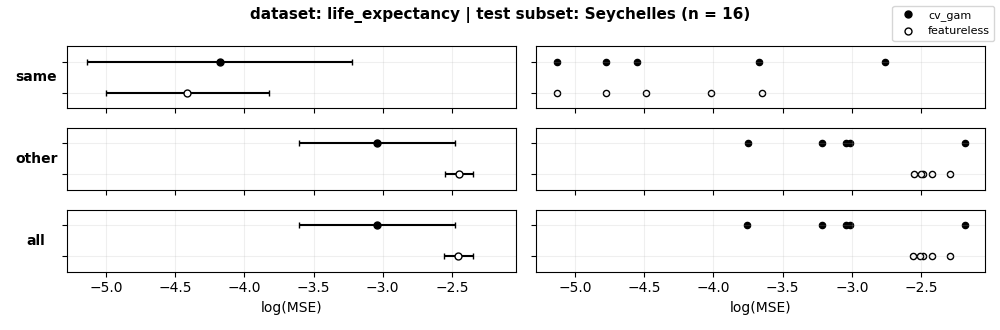 dataset: life_expectancy | test subset: Seychelles (n = 16)
cv_gam
featureless
same
other
all
−5.0 −4.5 −4.0 −3.5 −3.0 −2.5
−5.0 −4.5 −4.0 −3.5 −3.0 −2.5
log(MSE)
log(MSE)